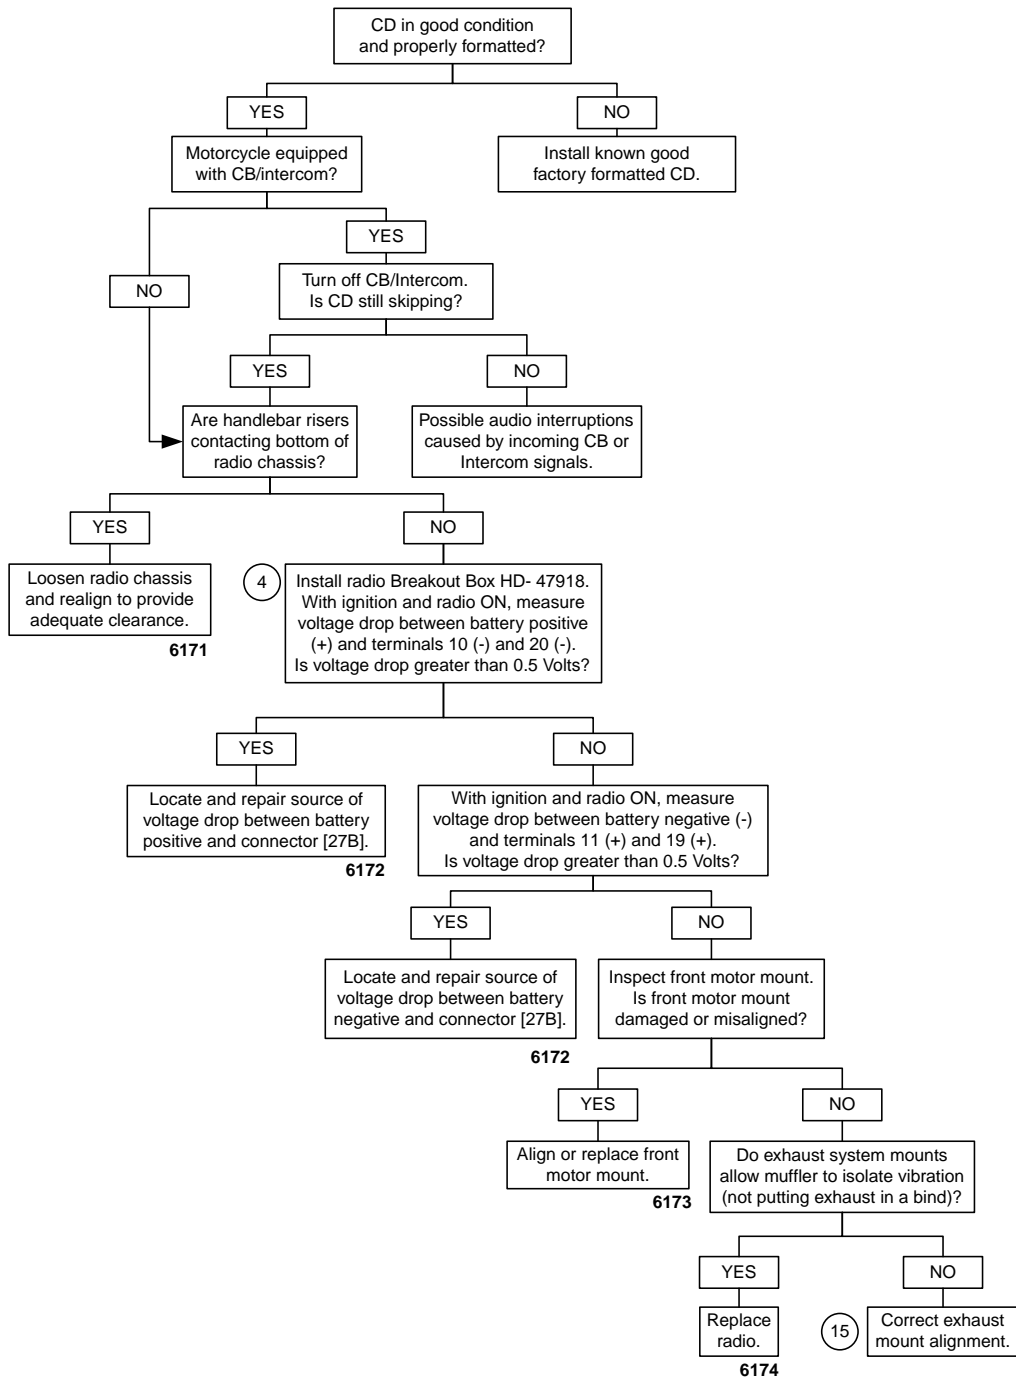 CD in good condition
and properly formatted?
YES
NO
Motorcycle equipped
with CB/intercom?
Install known good
factory formatted CD.
YES
NO
Turn off CB/Intercom.
Is CD still skipping?
YES
NO
Are handlebar risers
contacting bottom of
radio chassis?
Possible audio interruptions
caused by incoming CB or
Intercom signals.
YES
NO
Loosen radio chassis
and realign to provide
adequate clearance.
6171
4
Install radio Breakout Box HD- 47918.
With ignition and radio ON, measure
voltage drop between battery positive
(+) and terminals 10 (-) and 20 (-).
Is voltage drop greater than 0.5 Volts?
YES
NO
Locate and repair source of
voltage drop between battery
positive and connector [27B].
6172
With ignition and radio ON, measure
voltage drop between battery negative (-)
and terminals 11 (+) and 19 (+).
Is voltage drop greater than 0.5 Volts?
YES
NO
Locate and repair source of
voltage drop between battery
negative and connector [27B].
6172
Inspect front motor mount.
Is front motor mount
damaged or misaligned?
YES
NO
Align or replace front
motor mount.
6173
Do exhaust system mounts
allow muffler to isolate vibration
(not putting exhaust in a bind)?
YES
NO
Replace
radio.
6174
15
Correct exhaust
mount alignment.